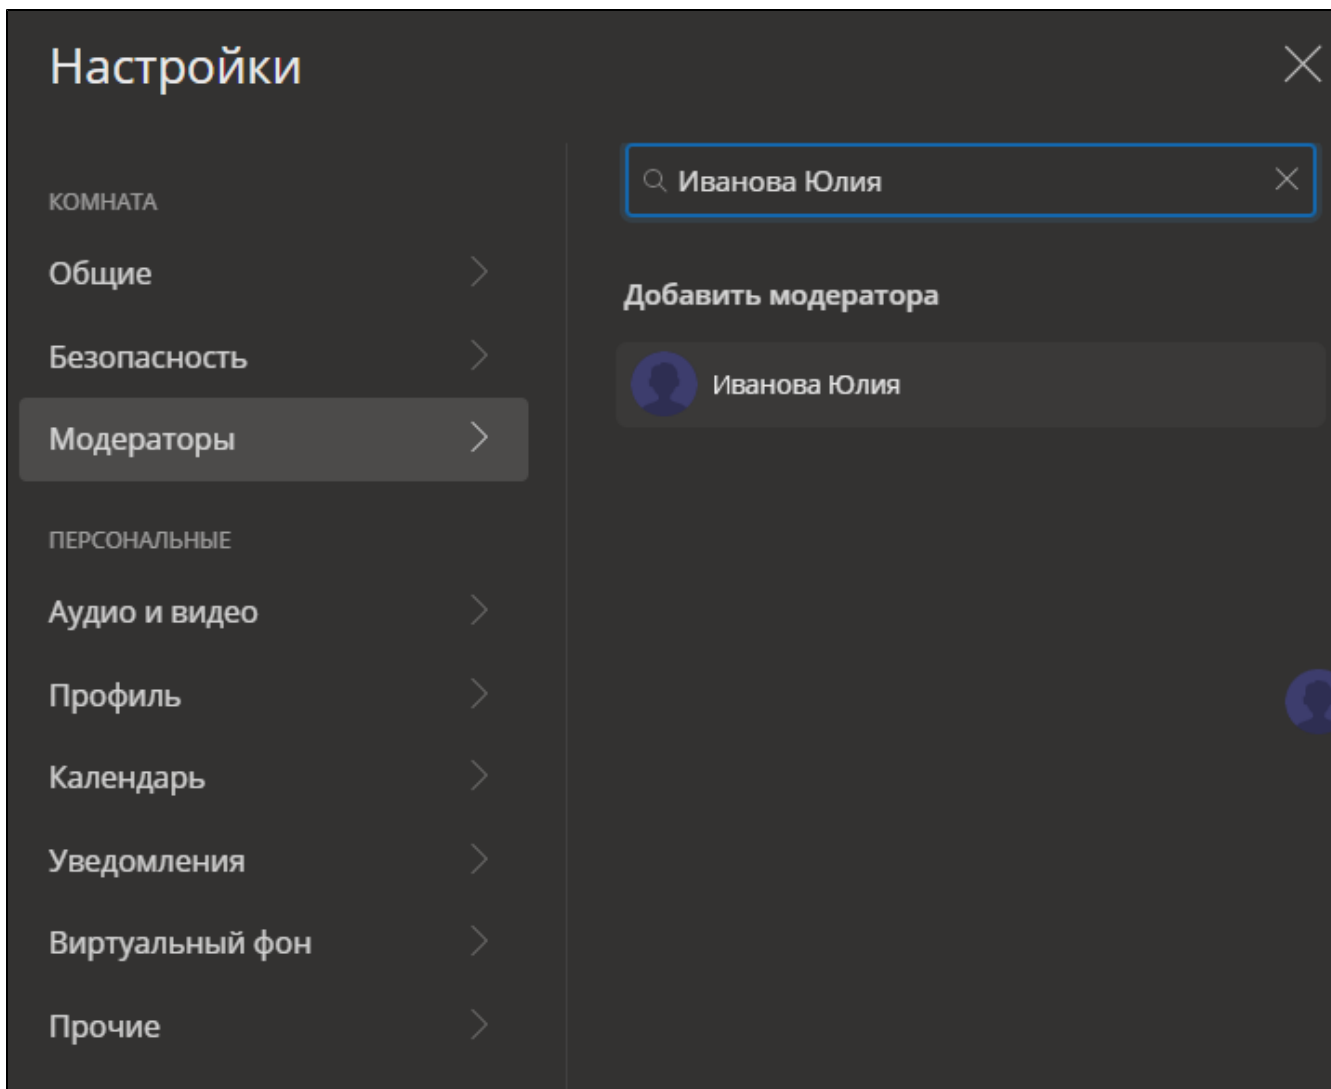 Настройки
КОМНАТА
Общие
Безопасность
Модераторы
ПЕРСОНАЛЬНЫЕ
Аудио и видео
Профиль
Календарь
Уведомления
Виртуальный фон
Прочие
Иванова Юлия
Добавить модератора
Иванова Юлия